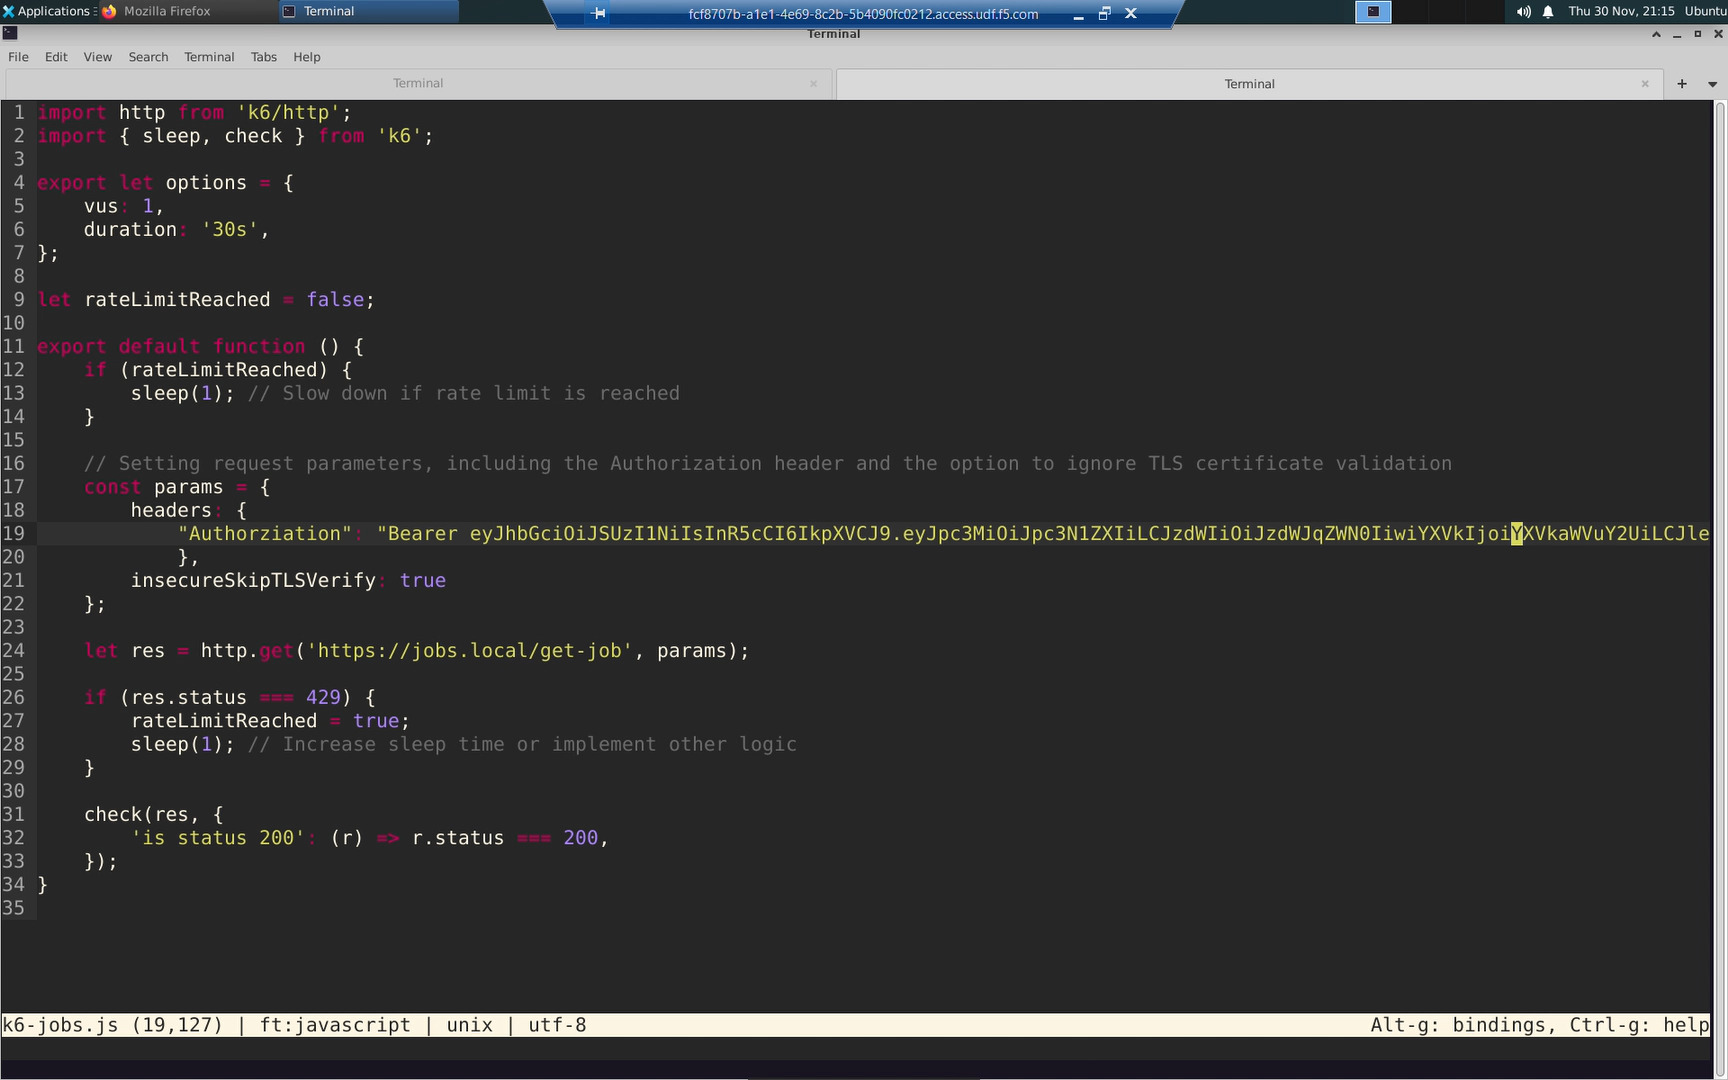 Applications Mozilla Firefox Terminal fcf8707b-a1e1-4e69-8c2b-5b4090fc0212.access.udf.f5.com Thu 30 Nov, 21:15 Ubuntu
Terminal
File Edit View Search Terminal Tabs Help
Terminal Terminal
1 import http from 'k6/http';
2 import { sleep, check } from 'k6';
3
4 export let options = {
5     vus: 1,
6     duration: '30s',
7 };
8
9 let rateLimitReached = false;
10
11 export default function () {
12     if (rateLimitReached) {
13         sleep(1); // Slow down if rate limit is reached
14     }
15
16     // Setting request parameters, including the Authorization header and the option to ignore TLS certificate validation
17     const params = {
18         headers: {
19             "Authorziation": "Bearer eyJhbGciOiJSUzI1NiIsInR5cCI6IkpXVCJ9.eyJpc3MiOiJpc3N1ZXIiLCJzdWIiOiJzdWJqZWN0IiwiYXVkIjoiYXVkaWVuY2UiLCJle
20             },
21         insecureSkipTLSVerify: true
22     };
23
24     let res = http.get('https://jobs.local/get-job', params);
25
26     if (res.status === 429) {
27         rateLimitReached = true;
28         sleep(1); // Increase sleep time or implement other logic
29     }
30
31     check(res, {
32         'is status 200': (r) => r.status === 200,
33     });
34 }
35
k6-jobs.js (19,127) | ft:javascript | unix | utf-8 Alt-g: bindings, Ctrl-g: help